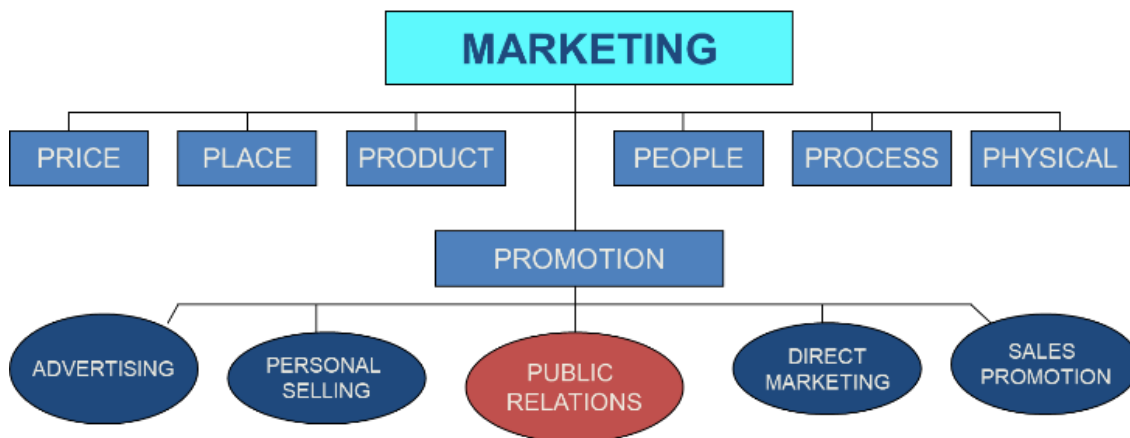 MARKETING
PRICE
PLACE
PRODUCT
PEOPLE
PROCESS
PHYSICAL
PROMOTION
ADVERTISING
PERSONAL
SELLING
PUBLIC
RELATIONS
DIRECT
MARKETING
SALES
PROMOTION